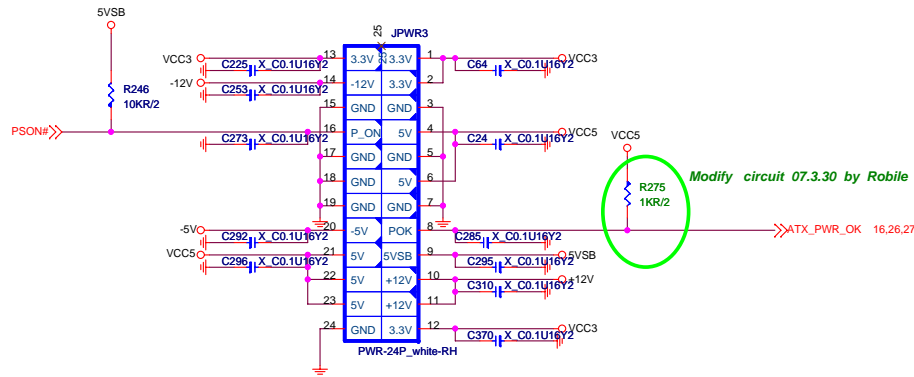 5VSB
25
JPWR3
25
VCC3
13
3.3V
3.3V
1
VCC3
C225
X_C0.1U16Y2
C64
X_C0.1U16Y2
-12V
14
-12V
3.3V
2
C253
X_C0.1U16Y2
R246
10KR/2
15
GND
GND
3
PSON#
16
P_ON
5V
4
VCC5
C273
X_C0.1U16Y2
C24
X_C0.1U16Y2
VCC5
17
GND
GND
5
18
GND
5V
6
Modify circuit 07.3.30 by Robile
R275
1KR/2
19
GND
GND
7
-5V
20
-5V
POK
8
ATX_PWR_OK 16,26,27
C292
X_C0.1U16Y2
C285
X_C0.1U16Y2
VCC5
21
5V
5VSB
9
5VSB
C296
X_C0.1U16Y2
C295
X_C0.1U16Y2
22
5V
+12V
10
+12V
C310
X_C0.1U16Y2
23
5V
+12V
11
24
GND
3.3V
12
VCC3
C370
X_C0.1U16Y2
PWR-24P_white-RH